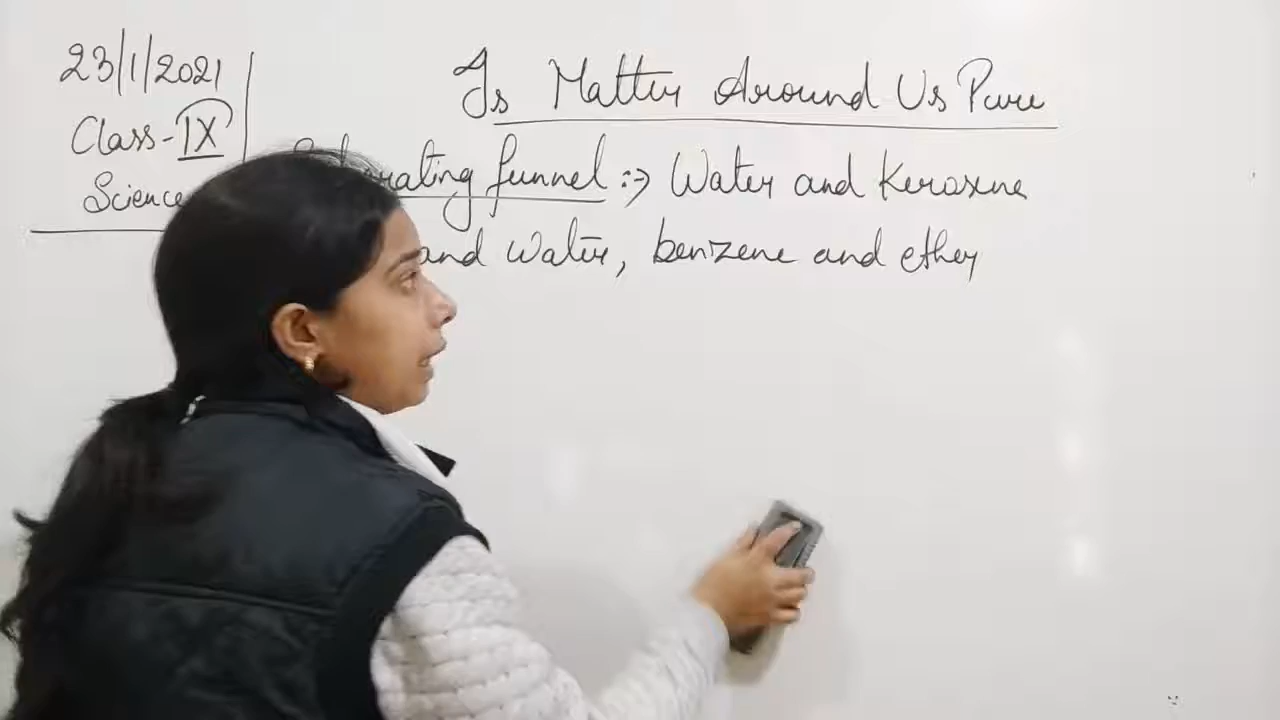 23/1/2021
Class-IX
Science
Is Matter Around Us Pure
funnel :→ Water and Kerosene
and Water, benzene and ether